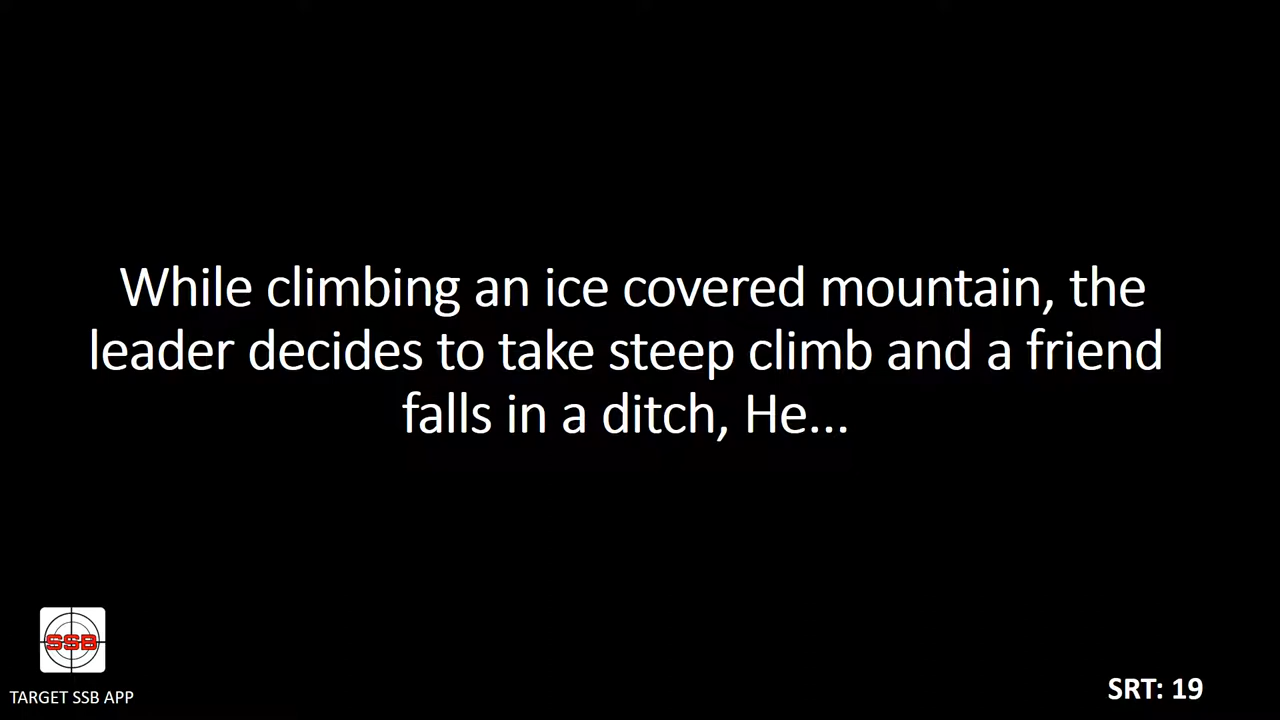 While climbing an ice covered mountain, the
leader decides to take steep climb and a friend
falls in a ditch, He...
SSB
TARGET SSB APP
SRT: 19